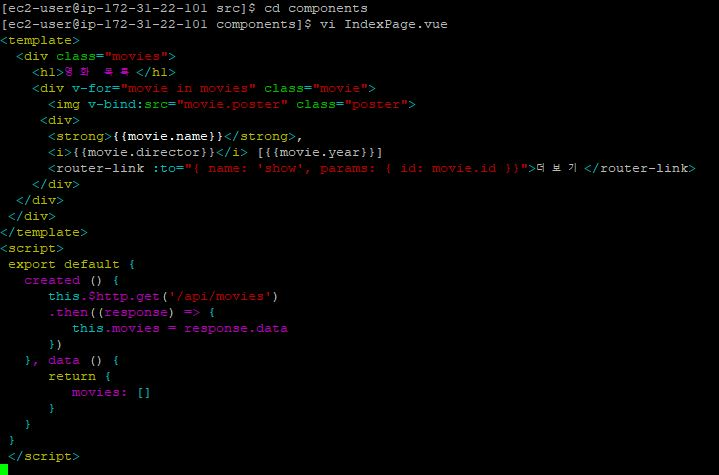 [ec2-user@ip-172-31-22-101 src]$ cd components
[ec2-user@ip-172-31-22-101 components]$ vi IndexPage.vue
<template>
  <div class="movies">
    <h1>영화 목록</h1>
    <div v-for="movie in movies" class="movie">
      <img v-bind:src="movie.poster" class="poster">
     <div>
      <strong>{{movie.name}}</strong>,
      <i>{{movie.director}}</i> [{{movie.year}}]
      <router-link :to="{ name: 'show', params: { id: movie.id }}">더보기</router-link>
    </div>
  </div>
 </div>
</template>
<script>
 export default {
   created () {
      this.$http.get('/api/movies')
      .then((response) => {
         this.movies = response.data
      })
   }, data () {
      return {
         movies: []
      }
   }
 }
 </script>